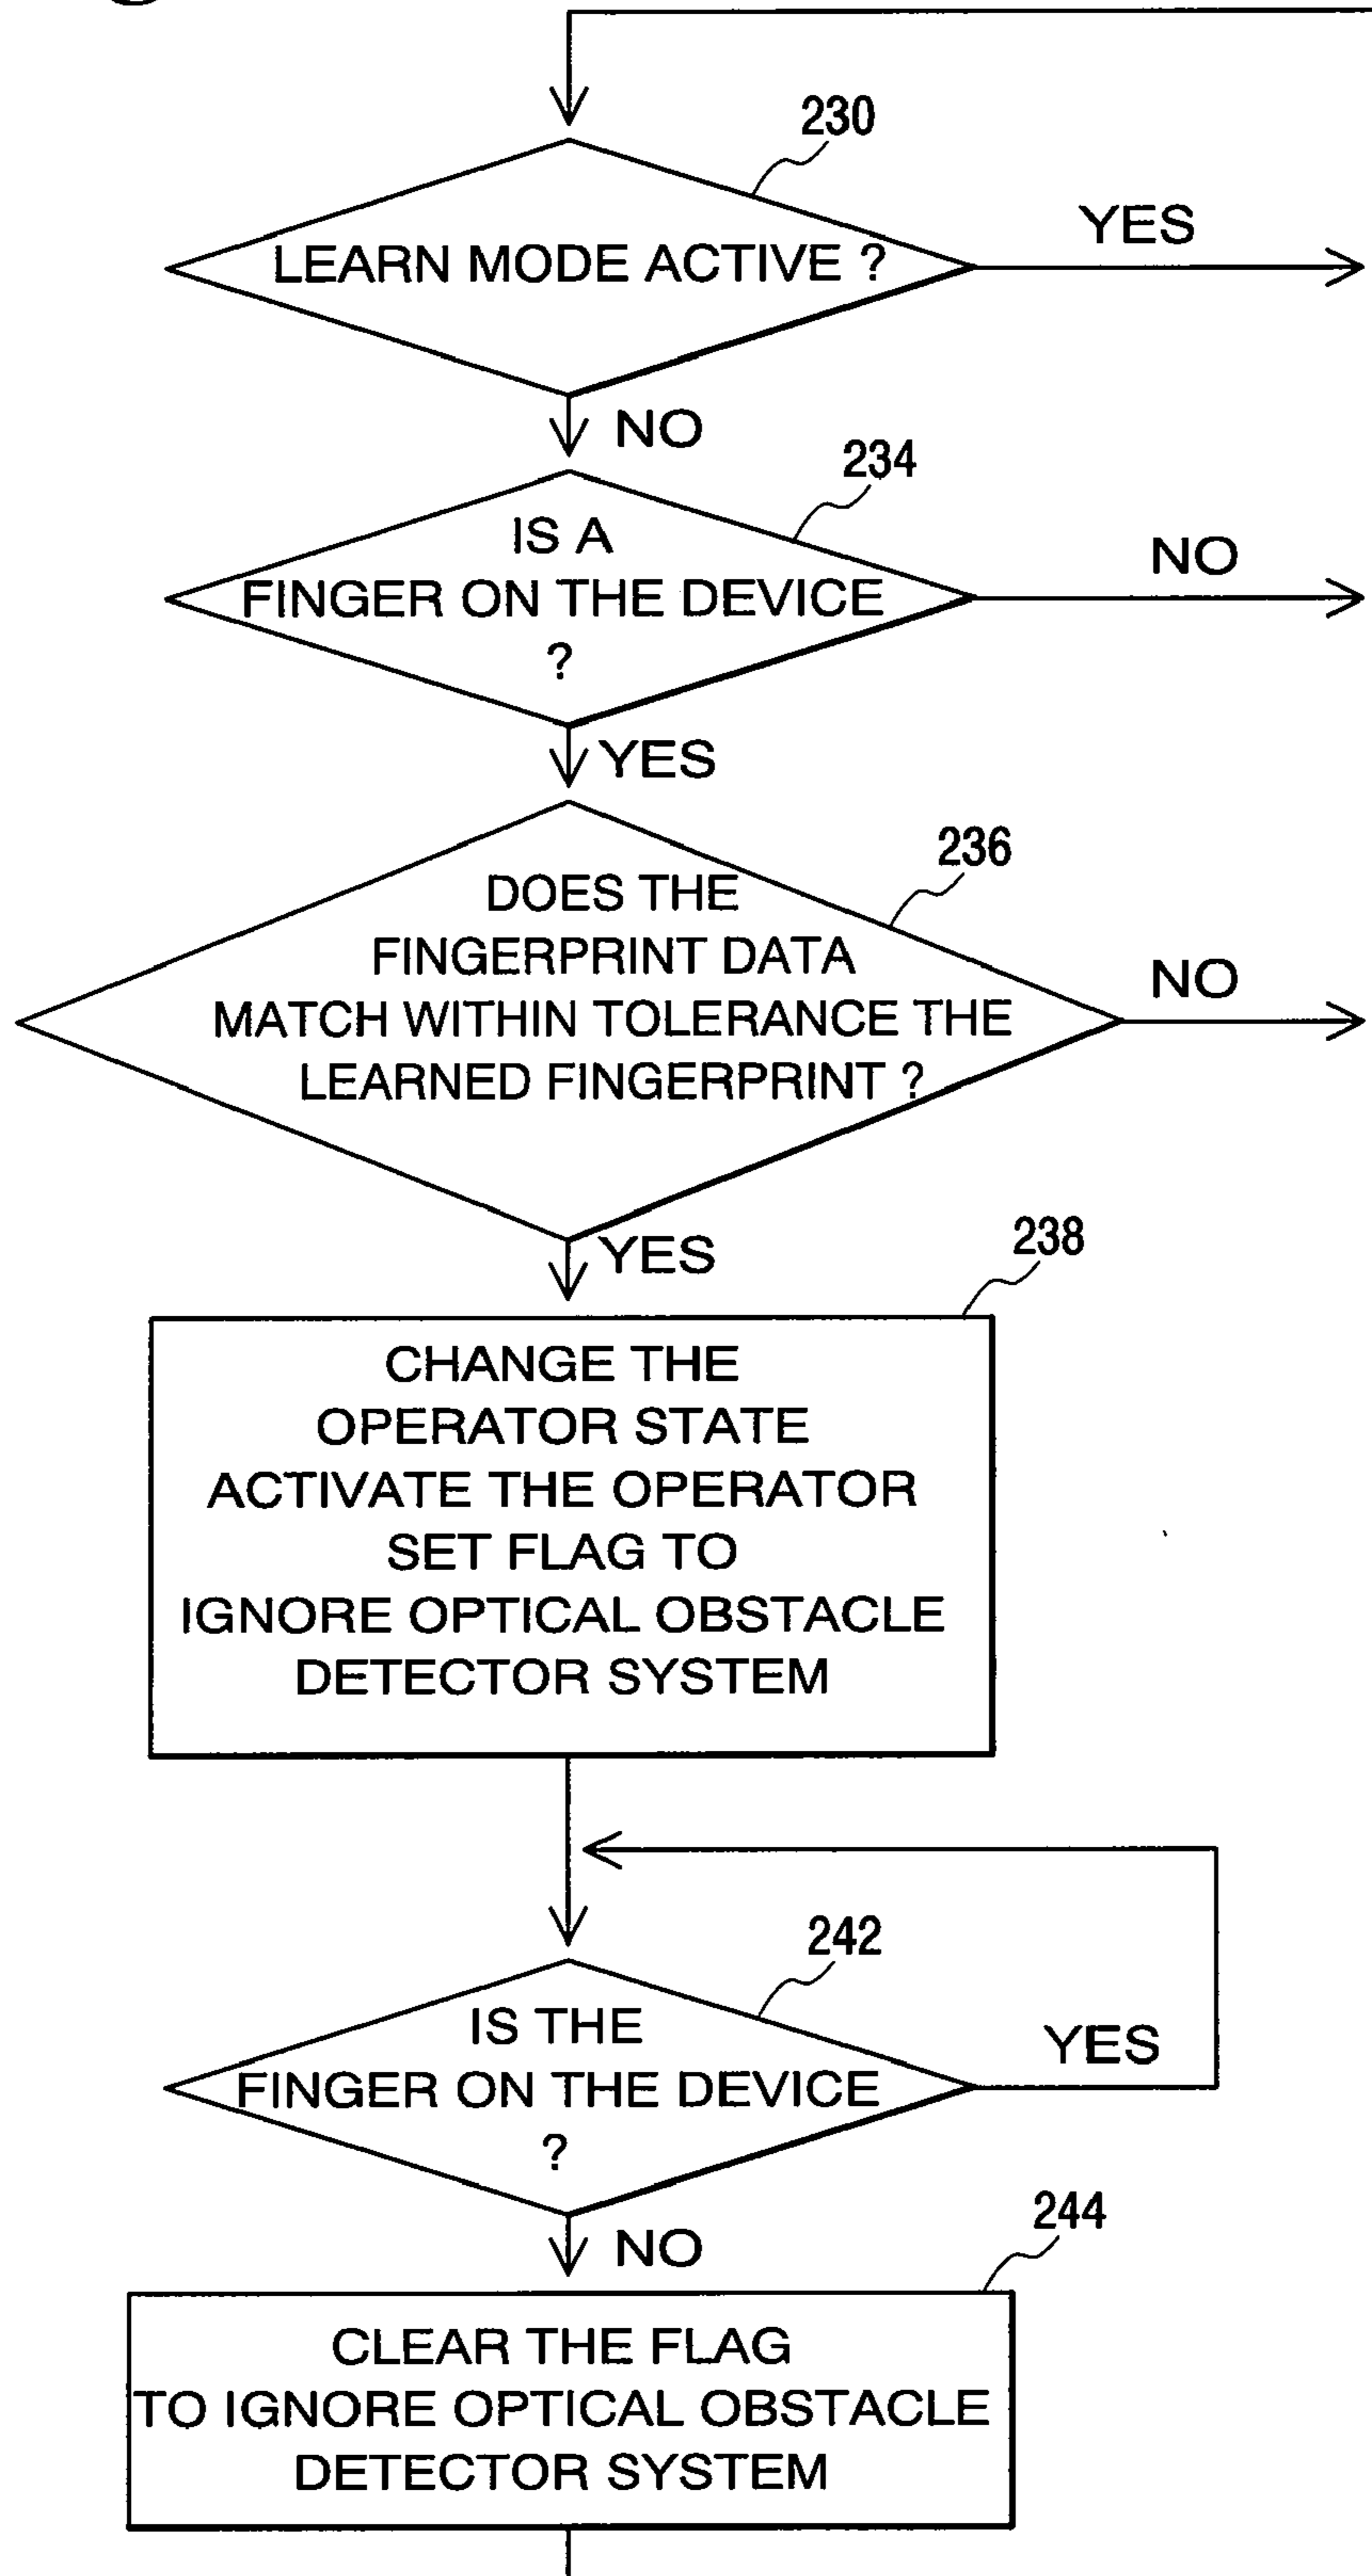 230
LEARN MODE ACTIVE ?
YES
NO
234
IS A
FINGER ON THE DEVICE
?
NO
YES
236
DOES THE
FINGERPRINT DATA
MATCH WITHIN TOLERANCE THE
LEARNED FINGERPRINT ?
NO
YES
238
CHANGE THE
OPERATOR STATE
ACTIVATE THE OPERATOR
SET FLAG TO
IGNORE OPTICAL OBSTACLE
DETECTOR SYSTEM
242
IS THE
FINGER ON THE DEVICE
?
YES
NO
244
CLEAR THE FLAG
TO IGNORE OPTICAL OBSTACLE
DETECTOR SYSTEM